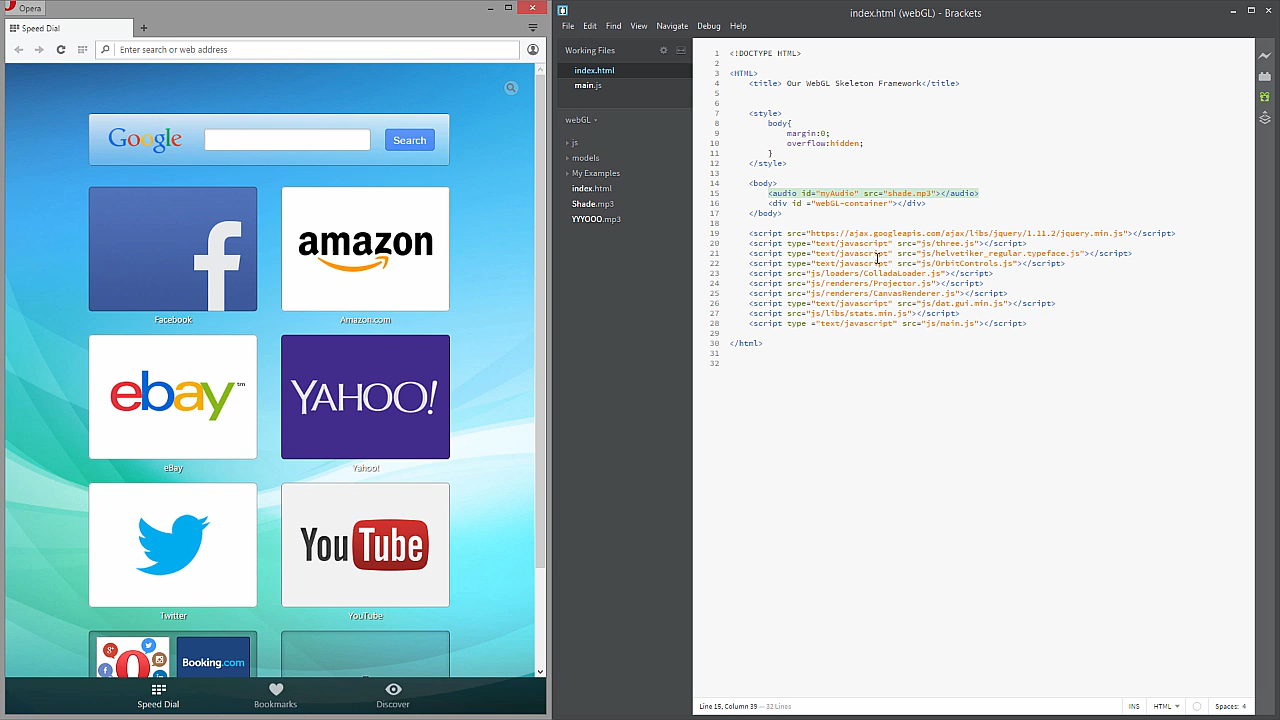 Opera
Speed Dial
Enter search or web address
Google
Search
Facebook
amazon
Amazon.com
ebay™
eBay
YAHOO!
Yahoo!
Twitter
YouTube
YouTube
Booking.com
Speed Dial
Bookmarks
Discover
index.html (webGL) - Brackets
File Edit Find View Navigate Debug Help
Working Files
index.html
main.js
webGL
js
models
My Examples
index.html
Shade.mp3
YYYOOO.mp3
1 <!DOCTYPE HTML>
2
3 <HTML>
4 <title> Our WebGL Skeleton Framework</title>
5
6
7 <style>
8 body{
9 margin:0;
10 overflow:hidden;
11 }
12 </style>
13
14 <body>
15 <audio id="myAudio" src="shade.mp3"></audio>
16 <div id ="webGL-container"></div>
17 </body>
18
19 <script src="https://ajax.googleapis.com/ajax/libs/jquery/1.11.2/jquery.min.js"></script>
20 <script type="text/javascript" src="js/three.js"></script>
21 <script type="text/javascript" src="js/helvetiker_regular.typeface.js"></script>
22 <script type="text/javascript" src="js/OrbitControls.js"></script>
23 <script src="js/loaders/ColladaLoader.js"></script>
24 <script src="js/renderers/Projector.js"></script>
25 <script src="js/renderers/CanvasRenderer.js"></script>
26 <script type="text/javascript" src="js/dat.gui.min.js"></script>
27 <script src="js/libs/stats.min.js"></script>
28 <script type ="text/javascript" src="js/main.js"></script>
29
30 </html>
31
32
Line 15, Column 39 — 32 Lines
INS HTML Spaces: 4